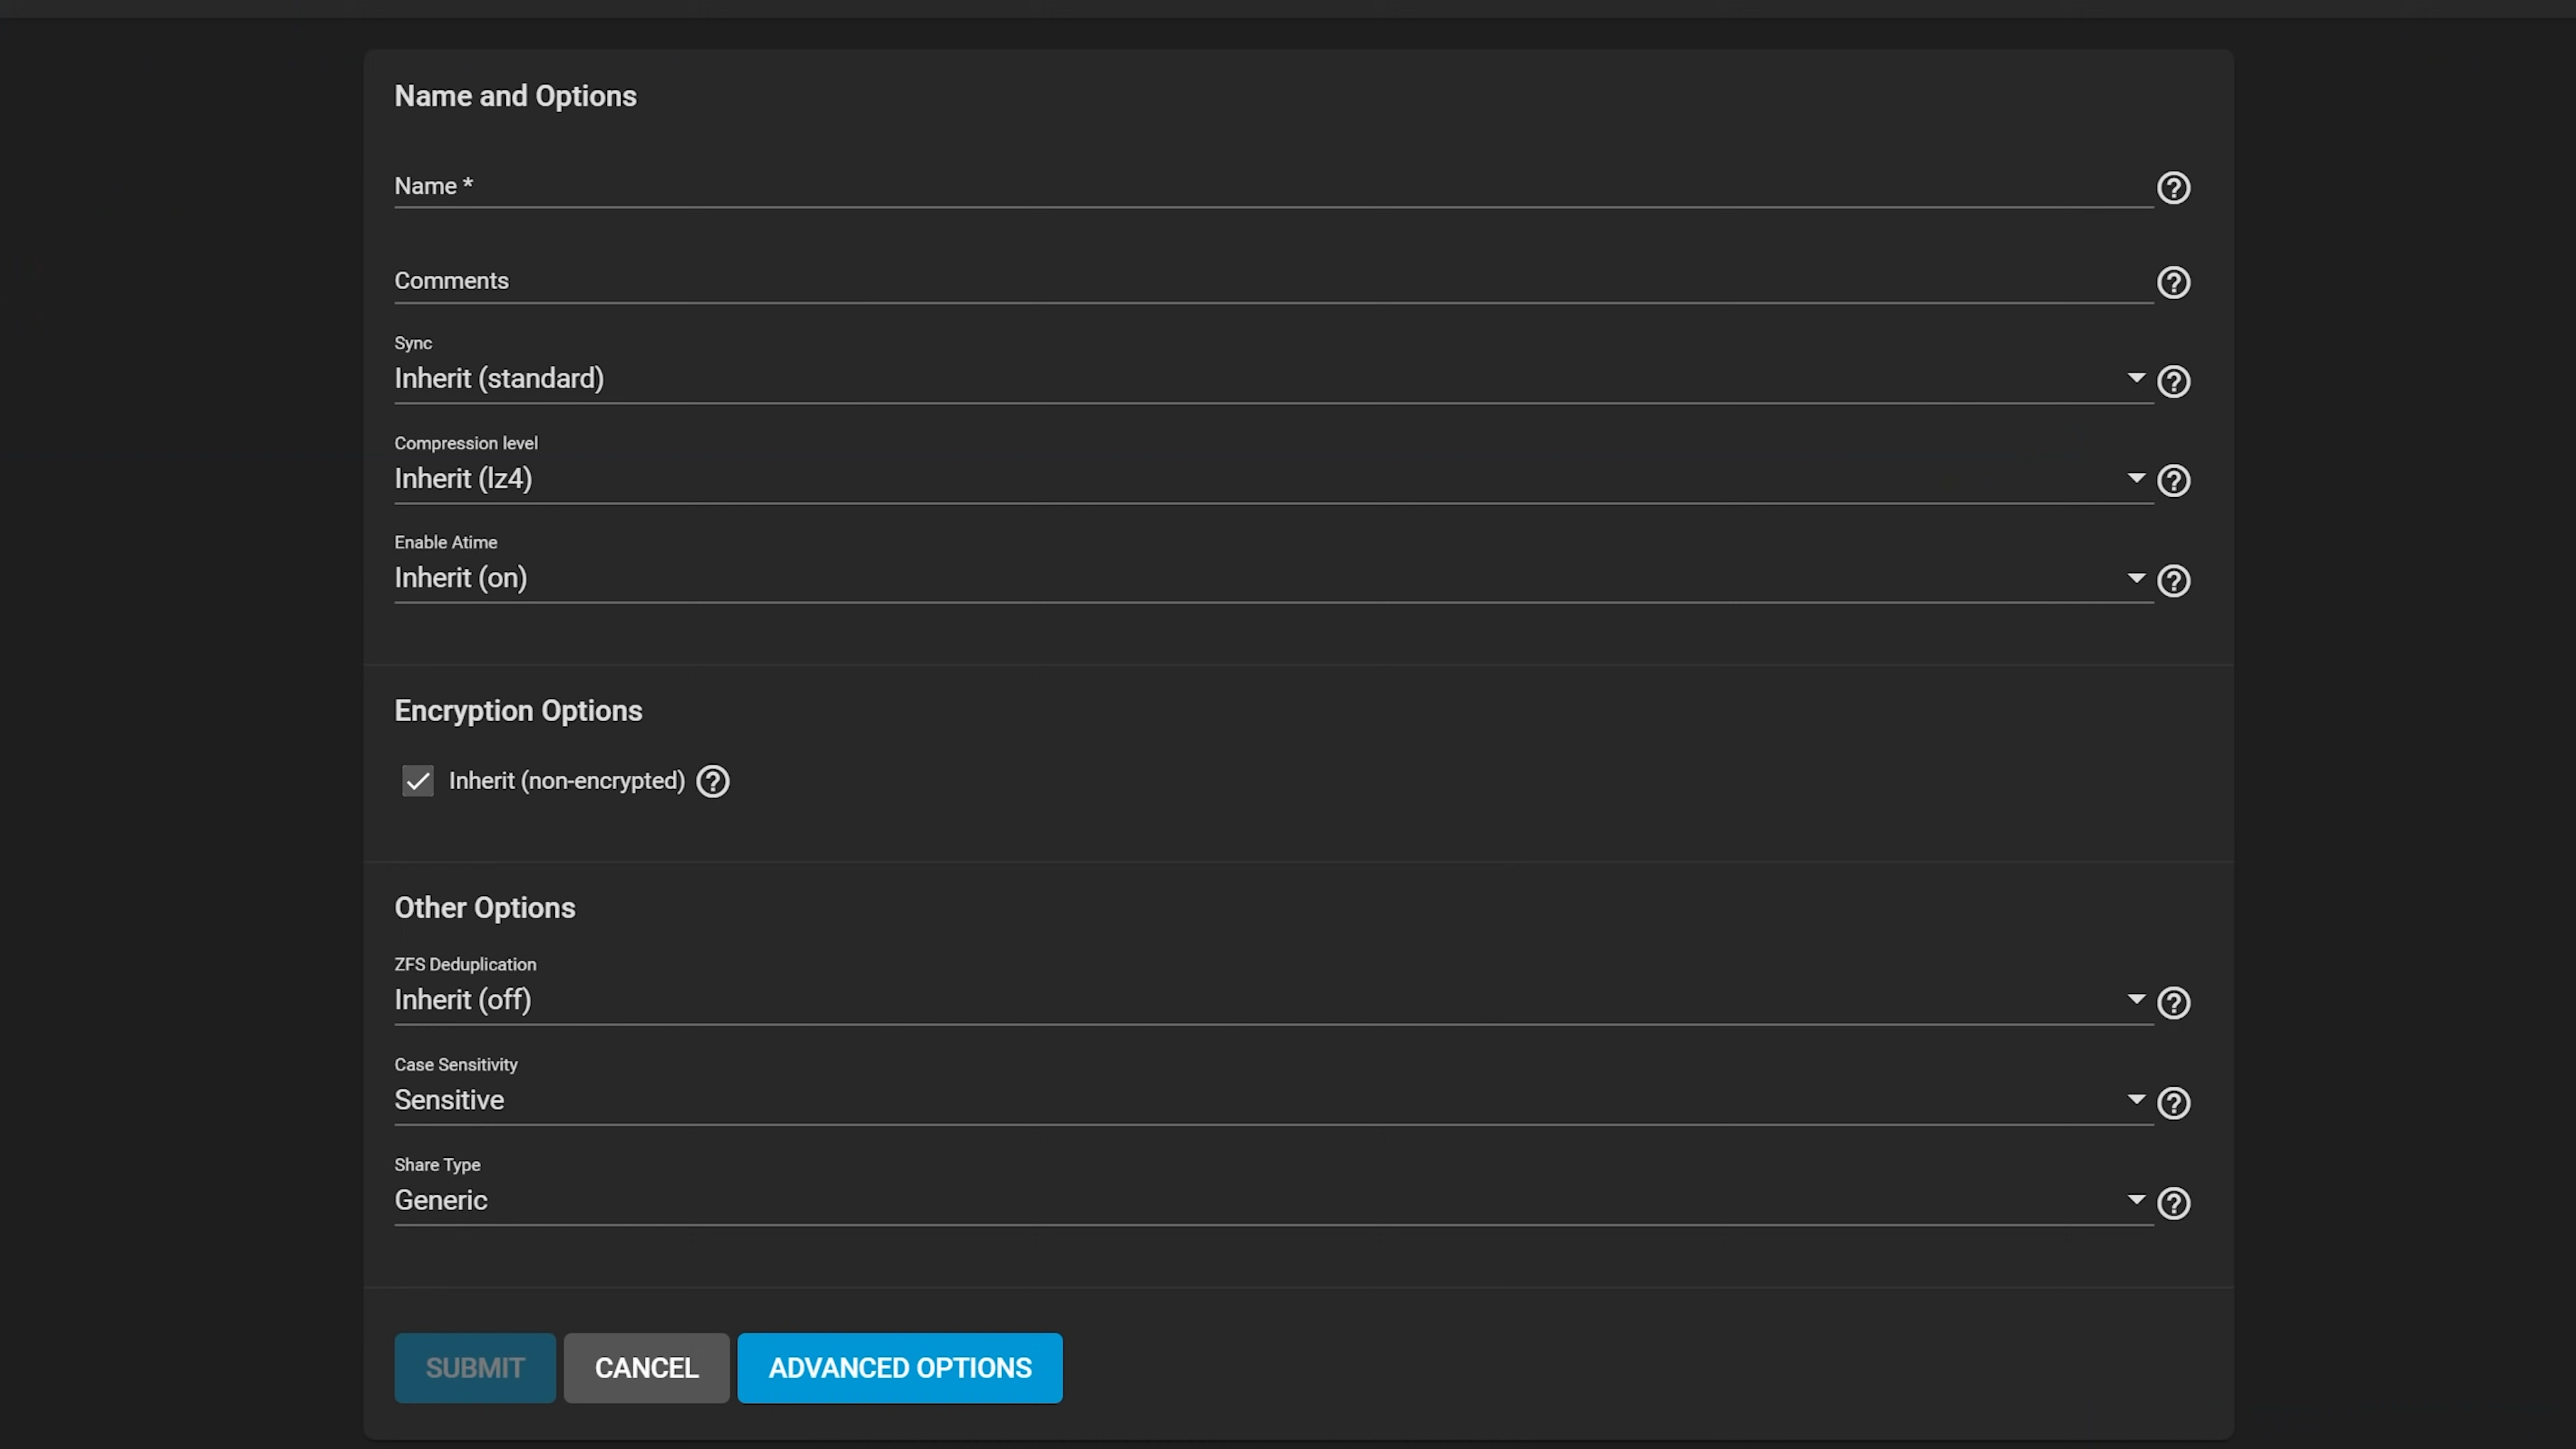 Name and Options
Name *
Comments
Sync
Inherit (standard)
Compression level
Inherit (lz4)
Enable Atime
Inherit (on)
Encryption Options
Inherit (non-encrypted)
Other Options
ZFS Deduplication
Inherit (off)
Case Sensitivity
Sensitive
Share Type
Generic
SUBMIT CANCEL ADVANCED OPTIONS